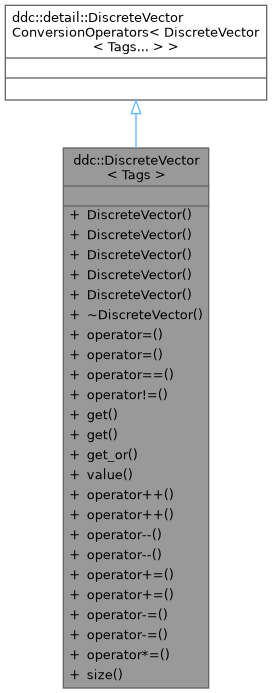 ddc::detail::DiscreteVector
ConversionOperators< DiscreteVector
< Tags... > >
ddc::DiscreteVector
< Tags >
+ DiscreteVector()
+ DiscreteVector()
+ DiscreteVector()
+ DiscreteVector()
+ DiscreteVector()
+ ~DiscreteVector()
+ operator=()
+ operator=()
+ operator==()
+ operator!=()
+ get()
+ get()
+ get_or()
+ value()
+ operator++()
+ operator++()
+ operator--()
+ operator--()
+ operator+=()
+ operator+=()
+ operator-=()
+ operator-=()
+ operator*=()
+ size()